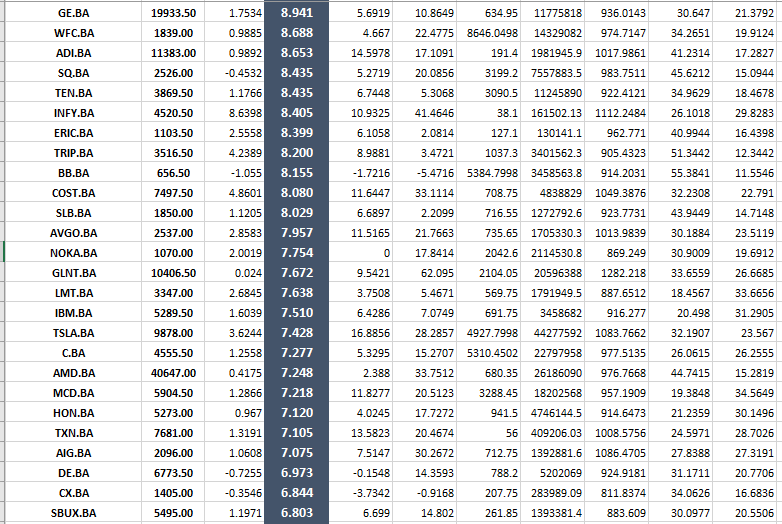 GE.BA 19933.50 1.7534 8.941 5.6919 10.8649 634.95 11775818 936.0143 30.647 21.3792
WFC.BA 1839.00 0.9885 8.688 4.667 22.4775 8646.0498 14329082 974.7147 34.2651 19.9124
ADI.BA 11383.00 0.9892 8.653 14.5978 17.1091 191.4 1981945.9 1017.9861 41.2314 17.2827
SQ.BA 2526.00 -0.4532 8.435 5.2719 20.0856 3199.2 7557883.5 983.7511 45.6212 15.0944
TEN.BA 3869.50 1.1766 8.435 6.7448 5.3068 3090.5 11245890 922.4121 34.9629 18.4678
INFY.BA 4520.50 8.6398 8.405 10.9325 41.4646 38.1 161502.13 1112.2484 26.1018 29.8283
ERIC.BA 1103.50 2.5558 8.399 6.1058 2.0814 127.1 130141.1 962.771 40.9944 16.4398
TRIP.BA 3516.50 4.2389 8.200 8.9881 3.4721 1037.3 3401562.3 905.4323 51.3442 12.3442
BB.BA 656.50 -1.055 8.155 -1.7216 -5.4716 5384.7998 3458563.8 914.2031 55.3841 11.5546
COST.BA 7497.50 4.8601 8.080 11.6447 33.1114 708.75 4838829 1049.3876 32.2308 22.791
SLB.BA 1850.00 1.1205 8.029 6.6897 2.2099 716.55 1272792.6 923.7731 43.9449 14.7148
AVGO.BA 2537.00 2.8583 7.957 11.5165 21.7663 735.65 1705330.3 1013.9839 30.1884 23.5119
NOKA.BA 1070.00 2.0019 7.754 0 17.8414 2042.6 2114530.8 869.249 30.9009 19.6912
GLNT.BA 10406.50 0.024 7.672 9.5421 62.095 2104.05 20596388 1282.218 33.6559 26.6685
LMT.BA 3347.00 2.6845 7.638 3.7508 5.4671 569.75 1791949.5 887.6512 18.4567 33.6656
IBM.BA 5289.50 1.6039 7.510 6.4286 7.0749 691.75 3458682 916.277 20.498 31.2905
TSLA.BA 9878.00 3.6244 7.428 16.8856 28.2857 4927.7998 44277592 1083.7662 32.1907 23.567
C.BA 4555.50 1.2558 7.277 5.3295 15.2707 5310.4502 22797958 977.5135 26.0615 26.2555
AMD.BA 40647.00 0.4175 7.248 2.388 33.7512 680.35 26186090 976.7668 44.7415 15.2819
MCD.BA 5904.50 1.2866 7.218 11.8277 20.5123 3288.45 18202568 957.1909 19.3848 34.5649
HON.BA 5273.00 0.967 7.120 4.0245 17.7272 941.5 4746144.5 914.6473 21.2359 30.1496
TXN.BA 7681.00 1.3191 7.105 13.5823 20.4674 56 409206.03 1008.5756 24.5971 28.7026
AIG.BA 2096.00 1.0608 7.075 7.5147 30.2672 712.75 1392881.6 1086.4705 27.8388 27.3191
DE.BA 6773.50 -0.7255 6.973 -0.1548 14.3593 788.2 5202069 924.9181 31.1711 20.7706
CX.BA 1405.00 -0.3546 6.844 -3.7342 -0.9168 207.75 283989.09 811.8374 34.0626 16.6836
SBUX.BA 5495.00 1.1971 6.803 6.699 14.802 261.85 1393381.4 883.609 30.0977 20.5506